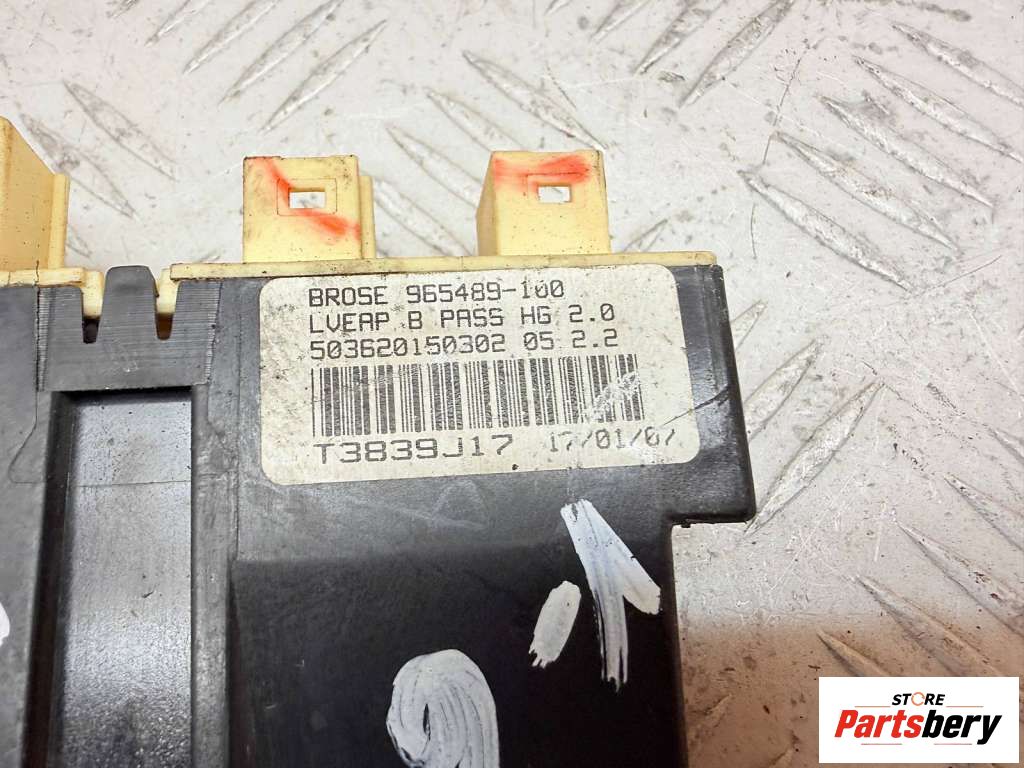 BROSE 965489-100
LVEAP B PASS HG 2.0
503620150302 05 2.2
T3839J17 17/01/07
STORE
Partsbery